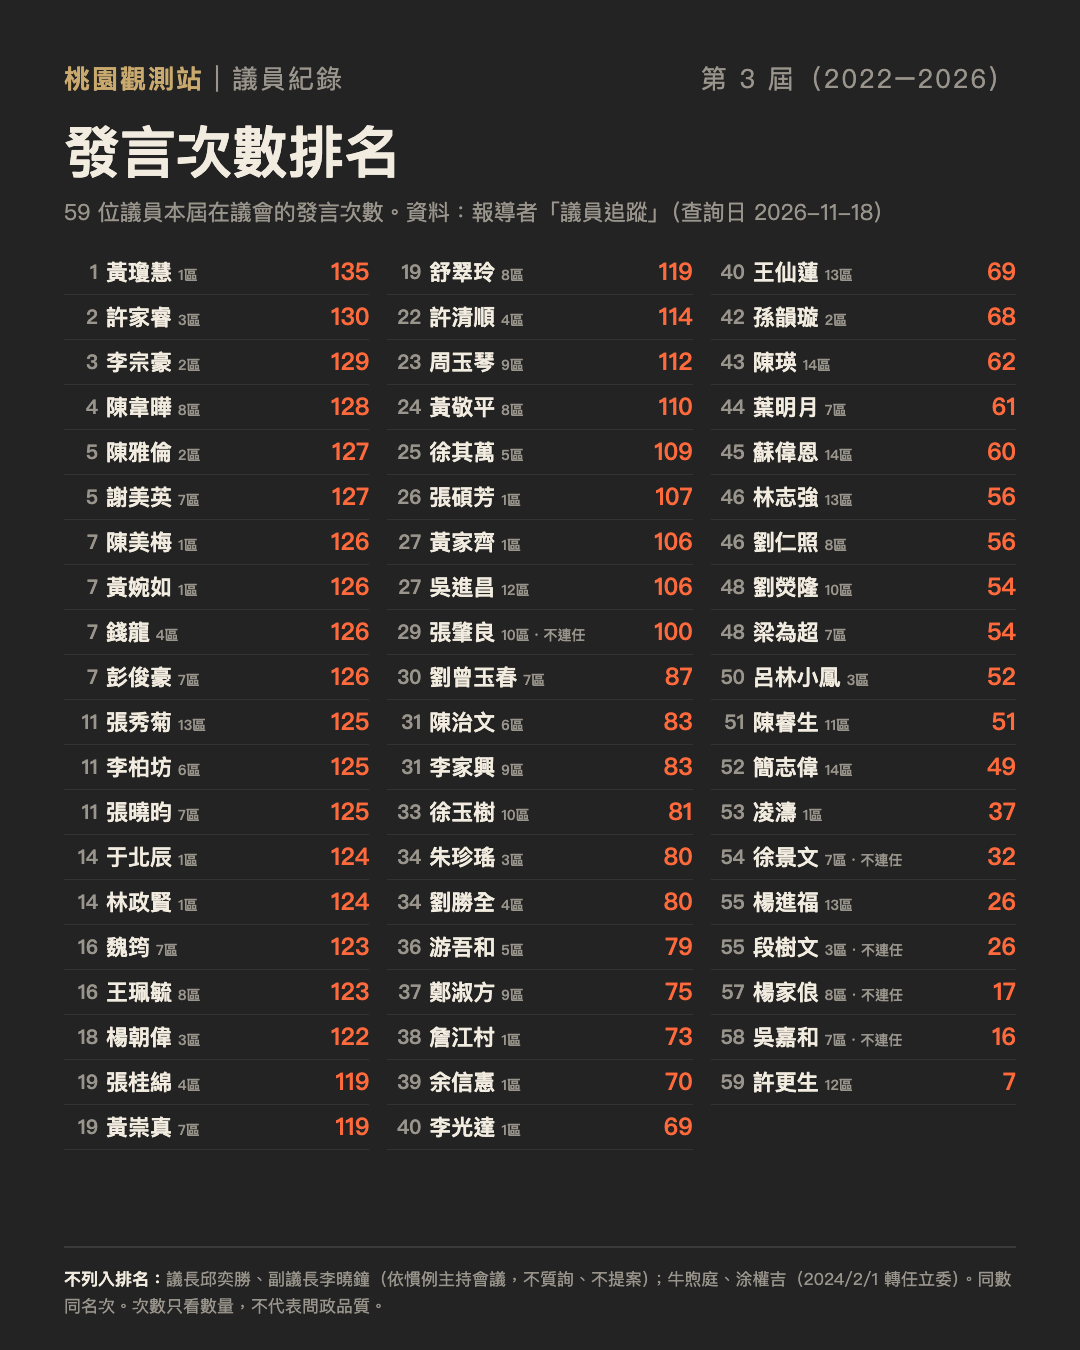 桃園觀測站｜議員紀錄
第 3 屆（2022－2026）
發言次數排名
59 位議員本屆在議會的發言次數。資料：報導者「議員追蹤」（查詢日 2026–11–18）
1 黃瓊慧 1區 135
2 許家睿 3區 130
3 李宗豪 2區 129
4 陳韋曄 8區 128
5 陳雅倫 2區 127
5 謝美英 7區 127
7 陳美梅 1區 126
7 黃婉如 1區 126
7 錢龍 4區 126
7 彭俊豪 7區 126
11 張秀菊 13區 125
11 李柏坊 6區 125
11 張曉昀 7區 125
14 于北辰 1區 124
14 林政賢 1區 124
16 魏筠 7區 123
16 王珮毓 8區 123
18 楊朝偉 3區 122
19 張桂綿 4區 119
19 黃崇真 7區 119
19 舒翠玲 8區 119
22 許清順 4區 114
23 周玉琴 9區 112
24 黃敬平 8區 110
25 徐其萬 5區 109
26 張碩芳 1區 107
27 黃家齊 1區 106
27 吳進昌 12區 106
29 張肇良 10區 · 不連任 100
30 劉曾玉春 7區 87
31 陳治文 6區 83
31 李家興 9區 83
33 徐玉樹 10區 81
34 朱珍瑤 3區 80
34 劉勝全 4區 80
36 游吾和 5區 79
37 鄭淑方 9區 75
38 詹江村 1區 73
39 余信憲 1區 70
40 李光達 1區 69
40 王仙蓮 13區 69
42 孫韻璇 2區 68
43 陳瑛 14區 62
44 葉明月 7區 61
45 蘇偉恩 14區 60
46 林志強 13區 56
46 劉仁照 8區 56
48 劉熒隆 10區 54
48 梁為超 7區 54
50 呂林小鳳 3區 52
51 陳睿生 11區 51
52 簡志偉 14區 49
53 凌濤 1區 37
54 徐景文 7區 · 不連任 32
55 楊進福 13區 26
55 段樹文 3區 · 不連任 26
57 楊家俍 8區 · 不連任 17
58 吳嘉和 7區 · 不連任 16
59 許更生 12區 7
不列入排名：議長邱奕勝、副議長李曉鐘（依慣例主持會議，不質詢、不提案）；牛煦庭、涂權吉（2024/2/1 轉任立委）。同數
同名次。次數只看數量，不代表問政品質。